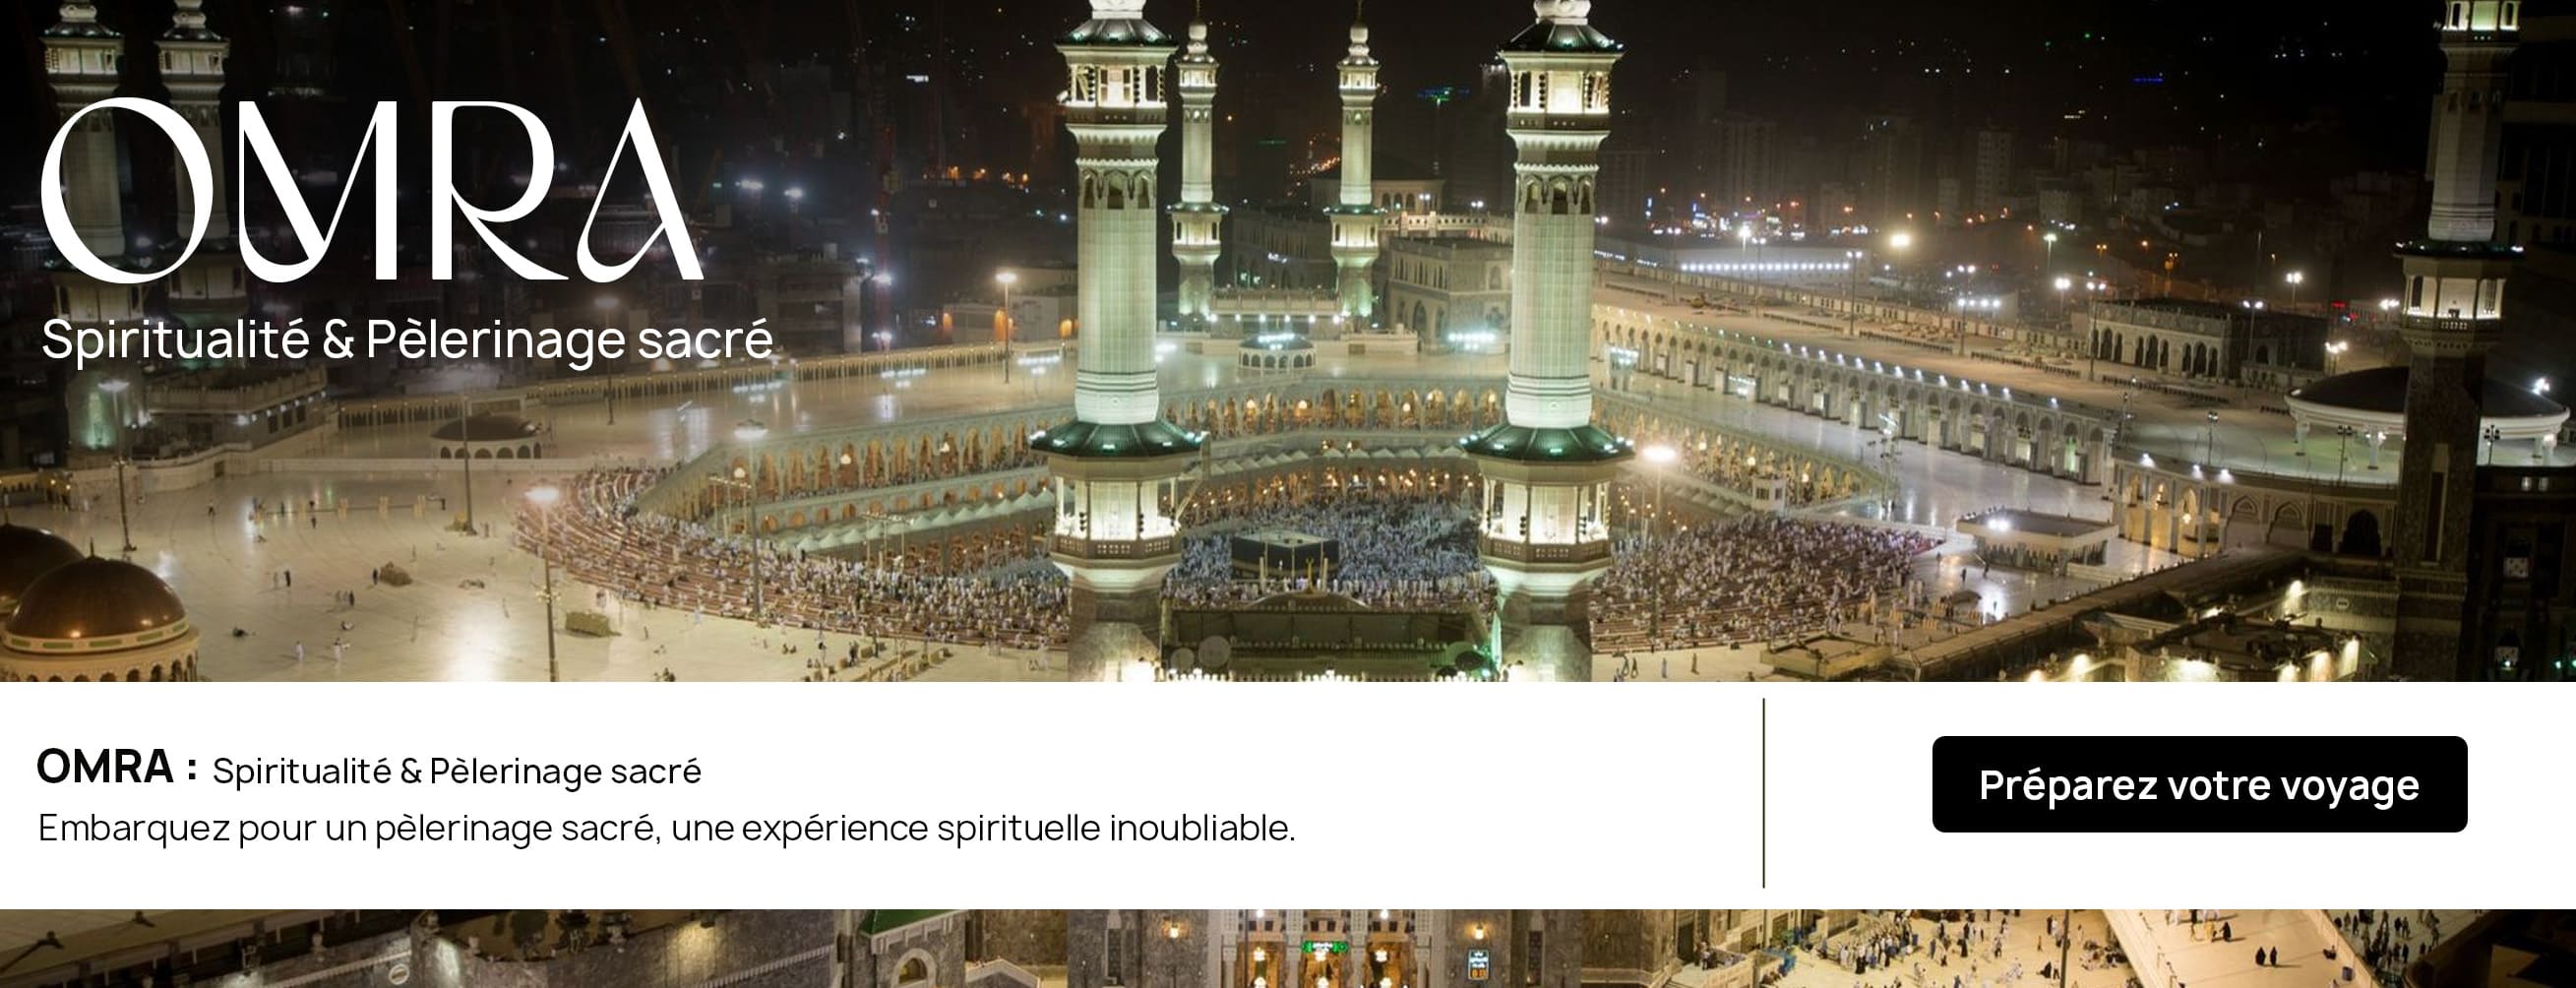 OMRA
Spiritualité & Pèlerinage sacré
OMRA : Spiritualité & Pèlerinage sacré
Embarquez pour un pèlerinage sacré, une expérience spirituelle inoubliable.
Préparez votre voyage